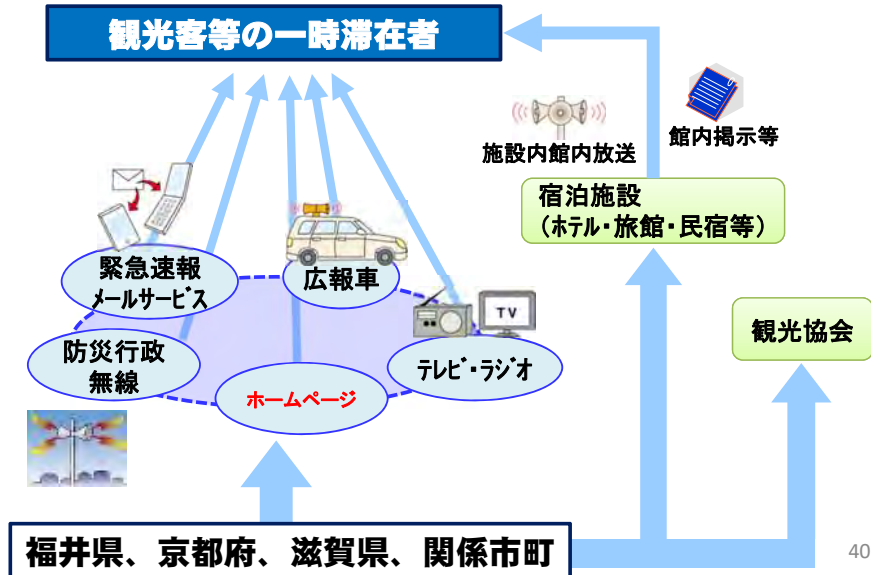 観光客等の一時滞在者
施設内館内放送
館内掲示等
宿泊施設
（ホテル・旅館・民宿等）
緊急速報
メールサービス
広報車
TV
観光協会
防災行政
無線
テレビ・ラジオ
ホームページ
福井県、京都府、滋賀県、関係市町
40